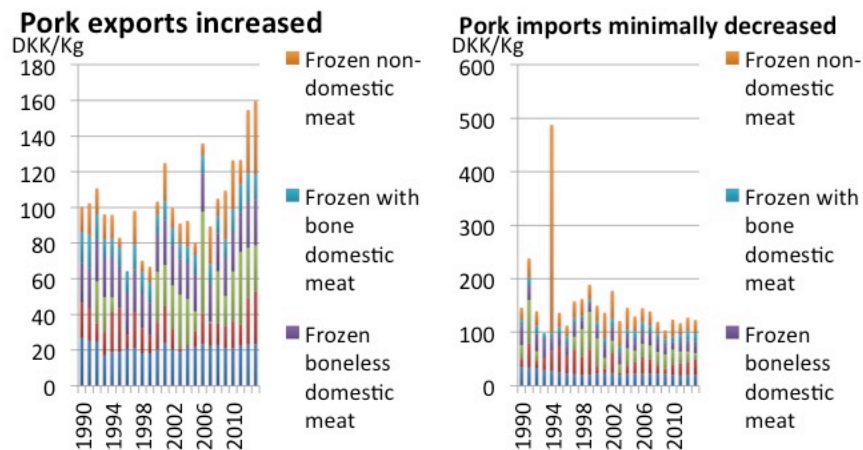 Pork exports increased
DKK/Kg
180
160
140
120
100
80
60
40
20
0
1990
1994
1998
2002
2006
2010
Frozen non-
domestic
meat
Frozen with
bone
domestic
meat
Frozen
boneless
domestic
meat
Pork imports minimally decreased
DKK/Kg
600
500
400
300
200
100
0
1990
1994
1998
2002
2006
2010
Frozen non-
domestic
meat
Frozen with
bone
domestic
meat
Frozen
boneless
domestic
meat